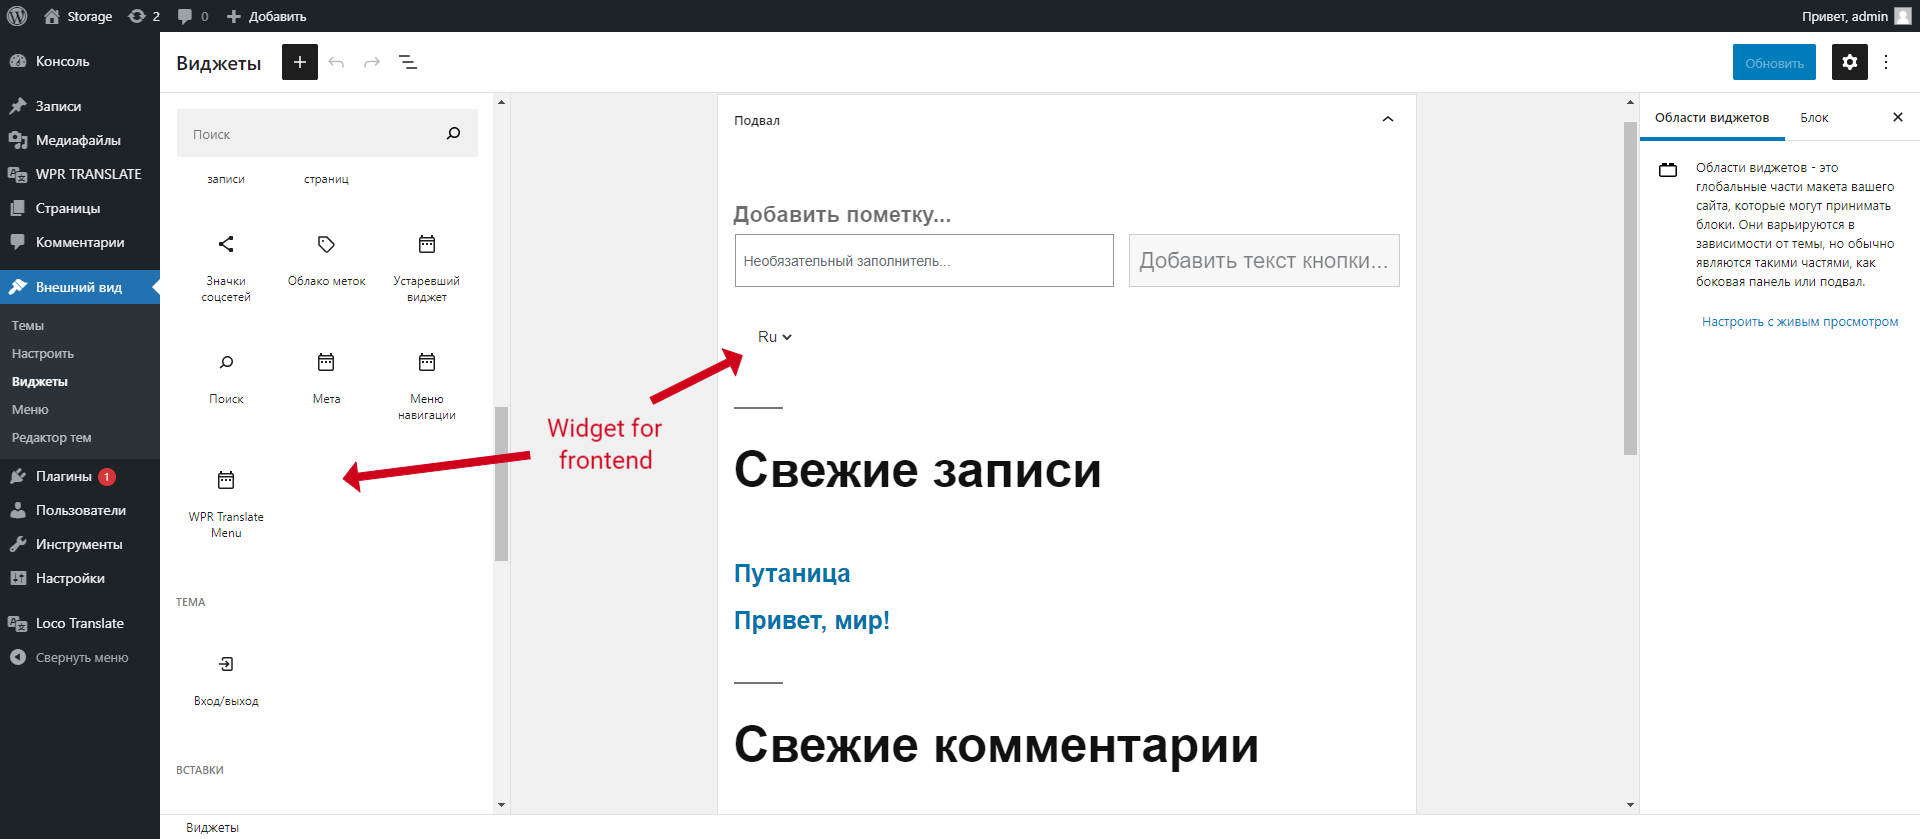 Storage
2
0
Добавить
Привет, admin
Консоль
Записи
Медиафайлы
WPR TRANSLATE
Страницы
Комментарии
Внешний вид
Темы
Настроить
Виджеты
Меню
Редактор тем
Плагины 1
Пользователи
Инструменты
Настройки
Loco Translate
Свернуть меню
Виджеты
Обновить
Поиск
записи
страниц
Значки
соцсетей
Облако меток
Устаревший
виджет
Поиск
Мета
Меню
навигации
WPR Translate
Menu
ТЕМА
Вход/выход
ВСТАВКИ
Widget for
frontend
Подвал
Добавить пометку...
Необязательный заполнитель...
Добавить текст кнопки...
Ru
Свежие записи
Путаница
Привет, мир!
Свежие комментарии
Области виджетов
Блок
Области виджетов - это
глобальные части макета вашего
сайта, которые могут принимать
блоки. Они варьируются в
зависимости от темы, но обычно
являются такими частями, как
боковая панель или подвал.
Настроить с живым просмотром
Виджеты